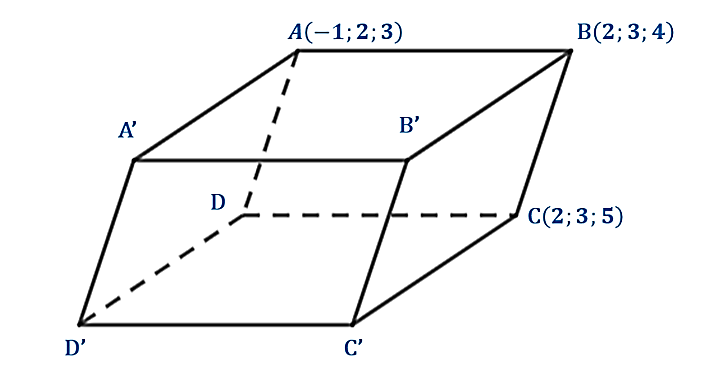 A(−1; 2; 3)
B(2; 3; 4)
A’
B’
D
C(2; 3; 5)
D’
C’